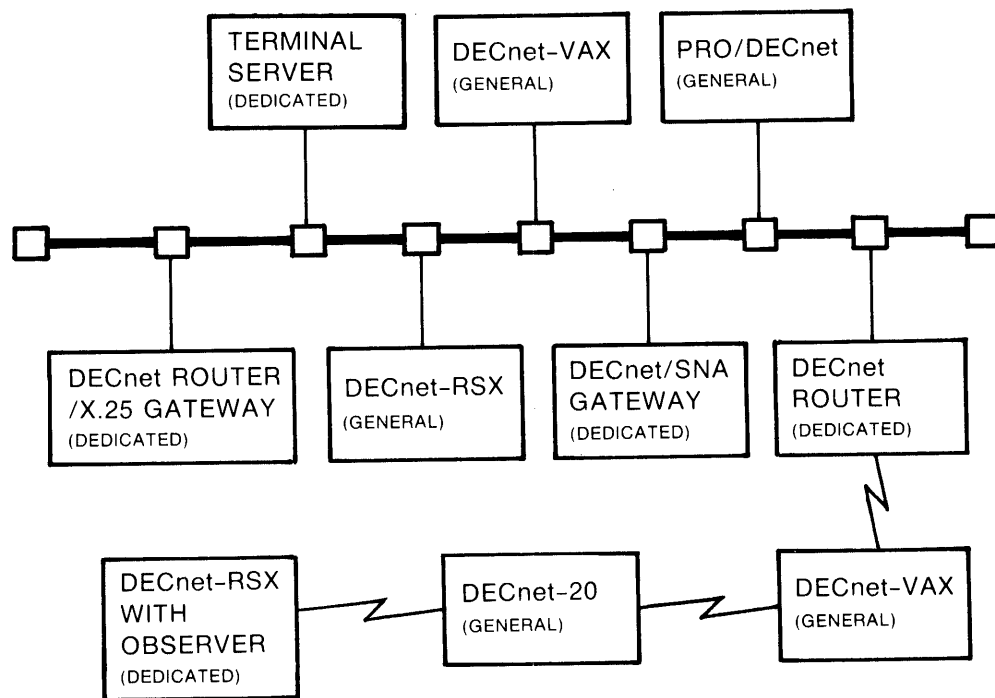 TERMINAL
SERVER
(DEDICATED)
DECnet-VAX
(GENERAL)
PRO/DECnet
(GENERAL)
DECnet ROUTER
/X.25 GATEWAY
(DEDICATED)
DECnet-RSX
(GENERAL)
DECnet/SNA
GATEWAY
(DEDICATED)
DECnet
ROUTER
(DEDICATED)
DECnet-RSX
WITH
OBSERVER
(DEDICATED)
DECnet-20
(GENERAL)
DECnet-VAX
(GENERAL)